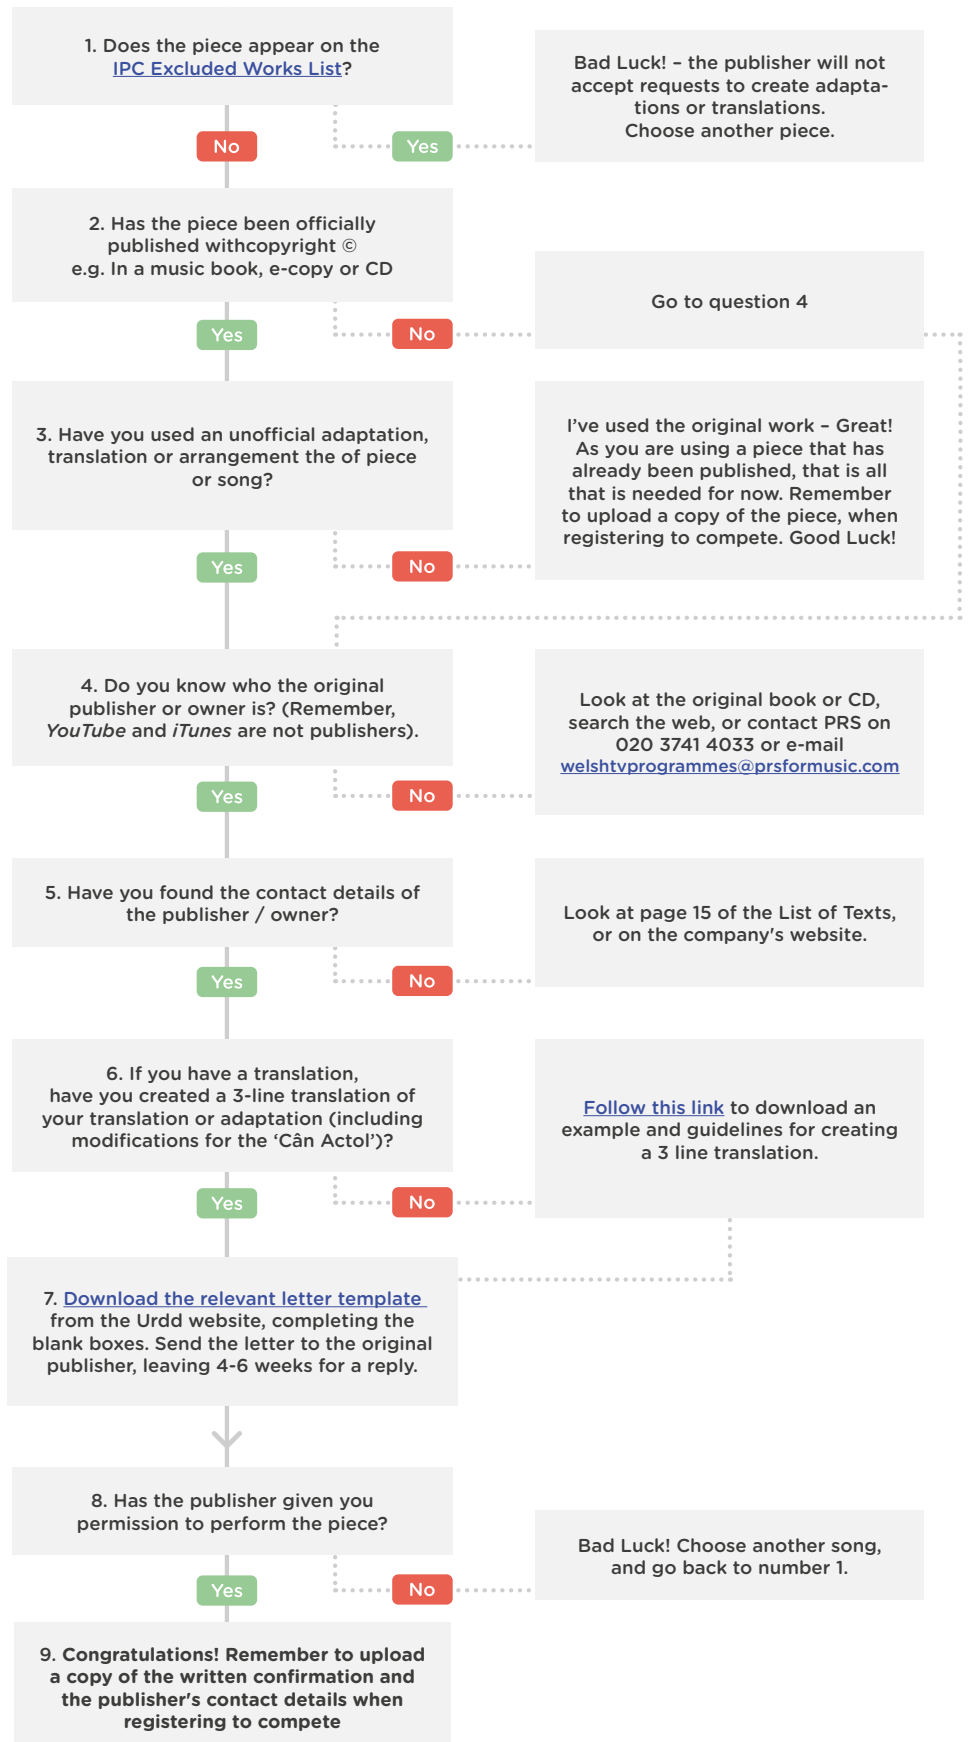 1. Does the piece appear on the
IPC Excluded Works List?
Bad Luck! – the publisher will not
accept requests to create adapta-
tions or translations.
Choose another piece.
No
Yes
2. Has the piece been officially
published withcopyright ©
e.g. In a music book, e-copy or CD
Go to question 4
Yes
No
3. Have you used an unofficial adaptation,
translation or arrangement the of piece
or song?
I've used the original work – Great!
As you are using a piece that has
already been published, that is all
that is needed for now. Remember
to upload a copy of the piece, when
registering to compete. Good Luck!
Yes
No
4. Do you know who the original
publisher or owner is? (Remember,
YouTube and iTunes are not publishers).
Look at the original book or CD,
search the web, or contact PRS on
020 3741 4033 or e-mail
welshtvprogrammes@prsformusic.com
Yes
No
5. Have you found the contact details of
the publisher / owner?
Look at page 15 of the List of Texts,
or on the company's website.
Yes
No
6. If you have a translation,
have you created a 3-line translation of
your translation or adaptation (including
modifications for the ‘Cân Actol’)?
Follow this link to download an
example and guidelines for creating
a 3 line translation.
Yes
No
7. Download the relevant letter template
from the Urdd website, completing the
blank boxes. Send the letter to the original
publisher, leaving 4-6 weeks for a reply.
8. Has the publisher given you
permission to perform the piece?
Bad Luck! Choose another song,
and go back to number 1.
Yes
No
9. Congratulations! Remember to upload
a copy of the written confirmation and
the publisher's contact details when
registering to compete